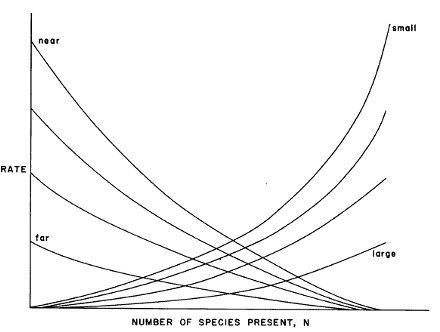 near
small
RATE
far
large
NUMBER OF SPECIES PRESENT, N